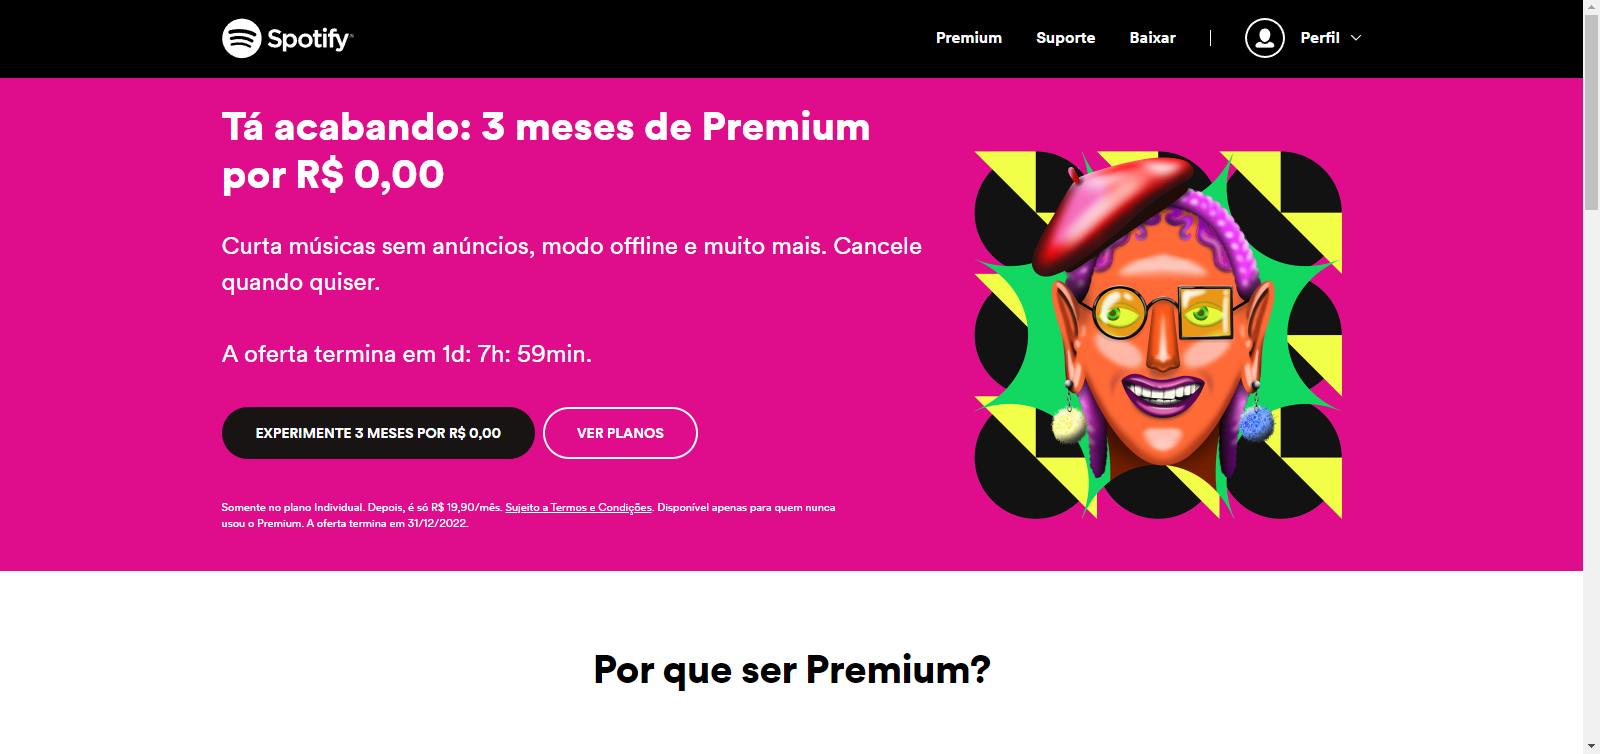 Spotify
Premium Suporte Baixar | Perfil
Tá acabando: 3 meses de Premium
por R$ 0,00
Curta músicas sem anúncios, modo offline e muito mais. Cancele
quando quiser.
A oferta termina em 1d: 7h: 59min.
EXPERIMENTE 3 MESES POR R$ 0,00 VER PLANOS
Somente no plano Individual. Depois, é só R$ 19,90/mês. Sujeito a Termos e Condições. Disponível apenas para quem nunca
usou o Premium. A oferta termina em 31/12/2022.
Por que ser Premium?